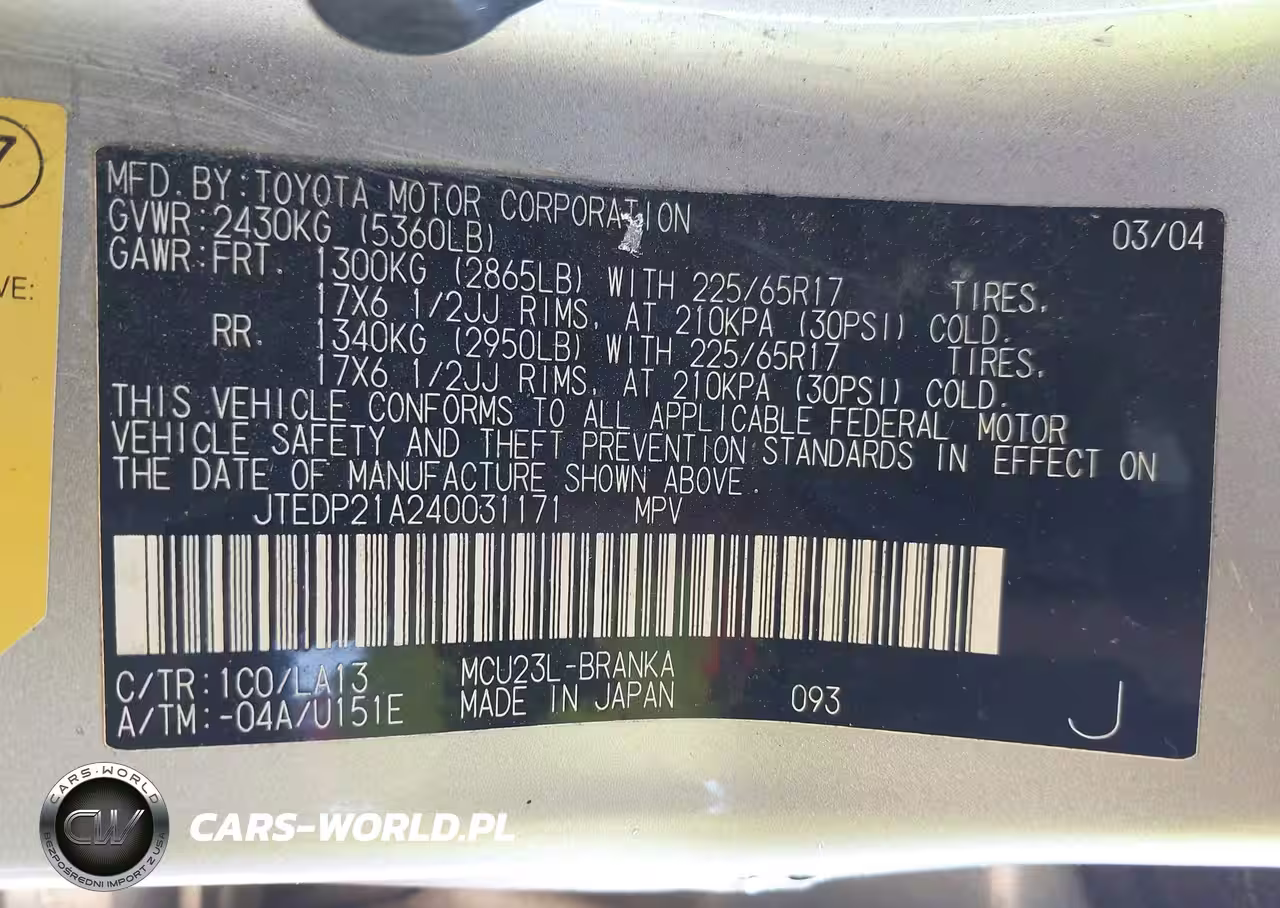 7
VE:
MFD. BY: TOYOTA MOTOR CORPORATION 03/04
GVWR: 2430KG (5360LB)
GAWR: FRT. 1300KG (2865LB) WITH 225/65R17 TIRES,
17X6 1/2JJ RIMS, AT 210KPA (30PSI) COLD.
RR. 1340KG (2950LB) WITH 225/65R17 TIRES,
17X6 1/2JJ RIMS, AT 210KPA (30PSI) COLD.
THIS VEHICLE CONFORMS TO ALL APPLICABLE FEDERAL MOTOR
VEHICLE SAFETY AND THEFT PREVENTION STANDARDS IN EFFECT ON
THE DATE OF MANUFACTURE SHOWN ABOVE.
JTEDP21A240031171 MPV
C/TR: 1C0/LA13 MCU23L-BRANKA
A/TM: -04A/U151E MADE IN JAPAN 093 J
CARS-WORLD
CW
BEZPOŚREDNI IMPORT Z USA
CARS-WORLD.PL